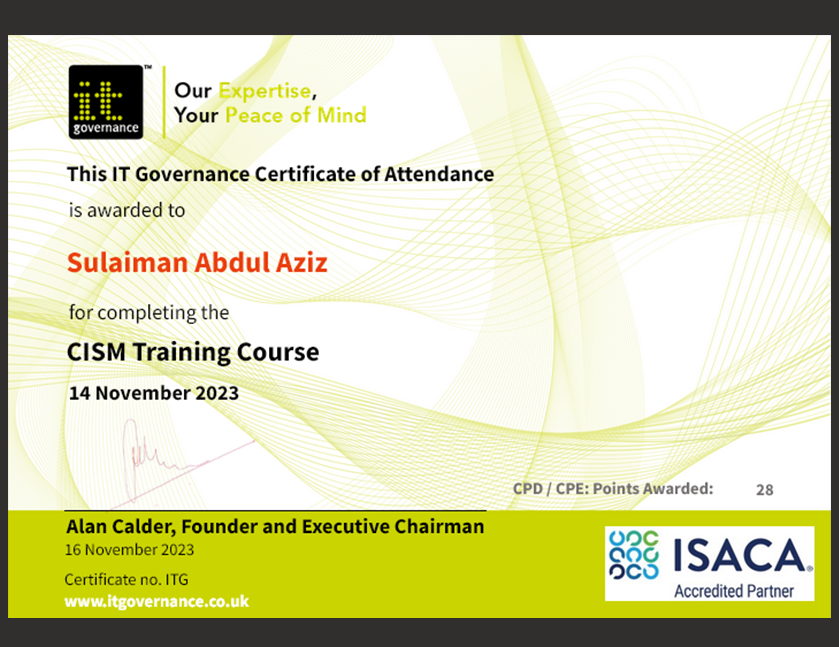 it
governance
™
Our Expertise,
Your Peace of Mind
This IT Governance Certificate of Attendance
is awarded to
Sulaiman Abdul Aziz
for completing the
CISM Training Course
14 November 2023
CPD / CPE: Points Awarded: 28
Alan Calder, Founder and Executive Chairman
16 November 2023
Certificate no. ITG
www.itgovernance.co.uk
ISACA®
Accredited Partner